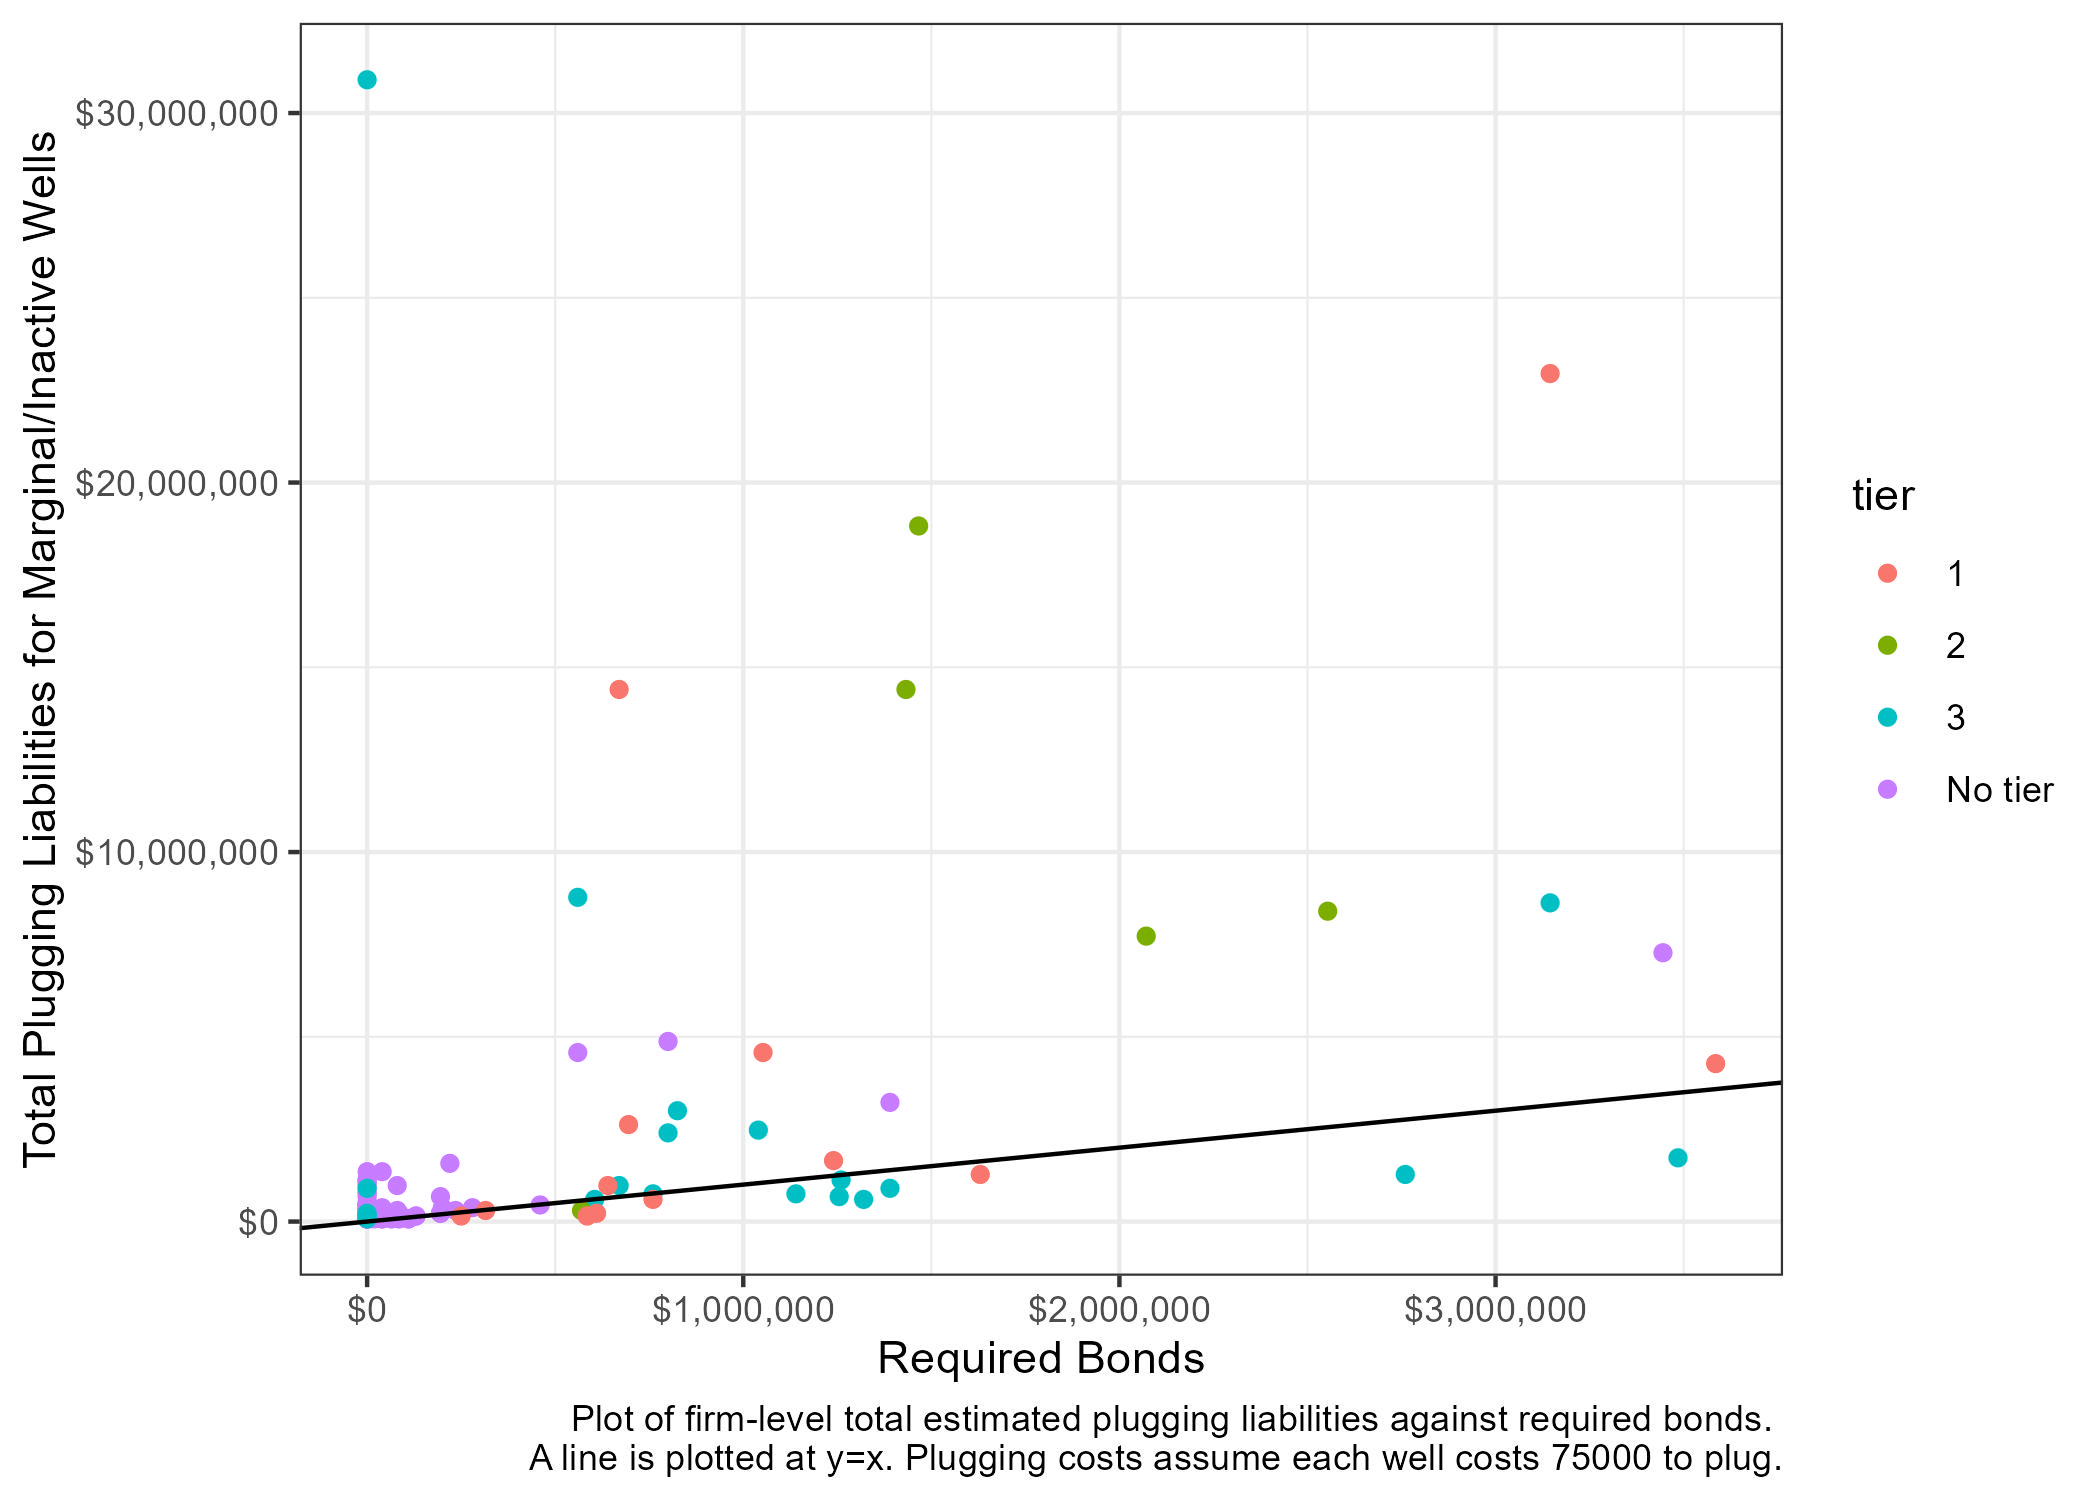 Total Plugging Liabilities for Marginal/Inactive Wells
$30,000,000
$20,000,000
$10,000,000
$0
$0
$1,000,000
$2,000,000
$3,000,000
Required Bonds
tier
1
2
3
No tier
Plot of firm-level total estimated plugging liabilities against required bonds.
A line is plotted at y=x. Plugging costs assume each well costs 75000 to plug.